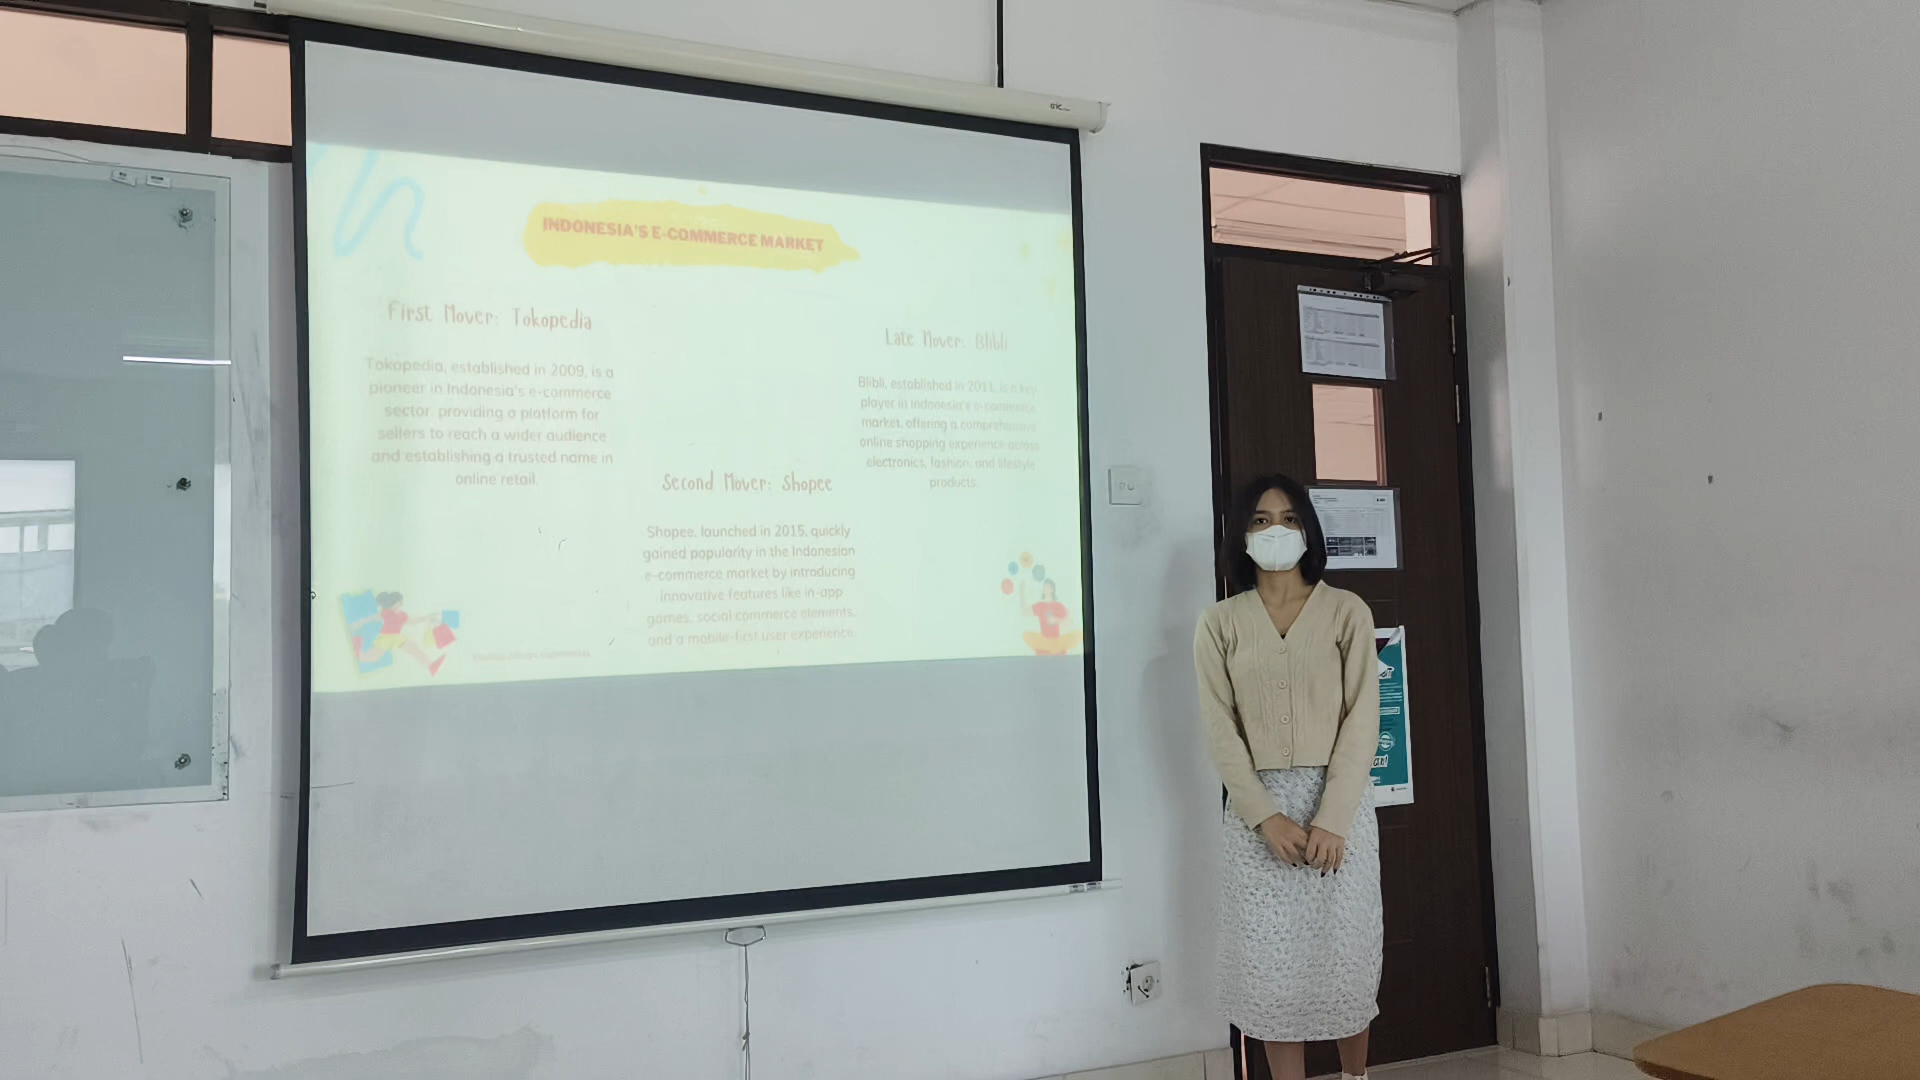 INDONESIA'S E-COMMERCE MARKET
First Mover: Tokopedia
Tokopedia, established in 2009, is a
pioneer in Indonesia's e-commerce
sector, providing a platform for
sellers to reach a wider audience
and establishing a trusted name in
online retail.
Second Mover: Shopee
Shopee, launched in 2015, quickly
gained popularity in the Indonesian
e-commerce market by introducing
innovative features like in-app
games, social commerce elements,
and a mobile-first user experience.
Late Mover: Blibli
Blibli, established in 2011, is a key
player in Indonesia's e-commerce
market, offering a comprehensive
online shopping experience across
electronics, fashion, and lifestyle
products.